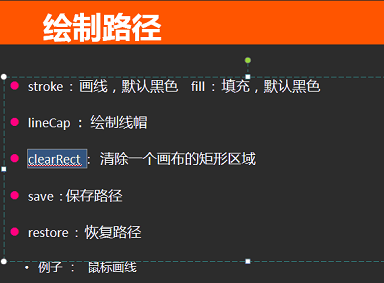 绘制路径
stroke：画线，默认黑色 fill：填充，默认黑色
lineCap ： 绘制线帽
clearRect ： 清除一个画布的矩形区域
save ：保存路径
restore ：恢复路径
• 例子 ： 鼠标画线